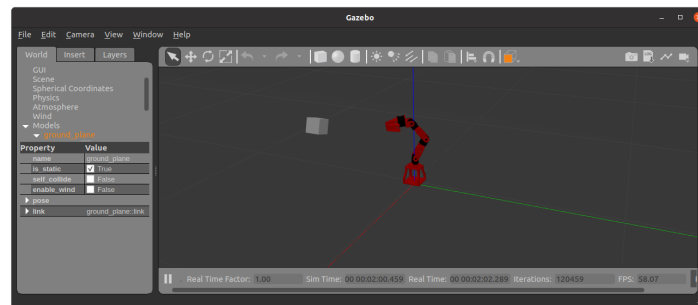 Gazebo
File Edit Camera View Window Help
World Insert Layers
GUI
Scene
Spherical Coordinates
Physics
Atmosphere
Wind
Models
ground_plane
Property Value
name ground_plane
is_static True
self_collide False
enable_wind False
pose
link ground_plane::link
Real Time Factor: 1.00 Sim Time: 00 00:02:00.459 Real Time: 00 00:02:02.289 Iterations: 120459 FPS: 58.07